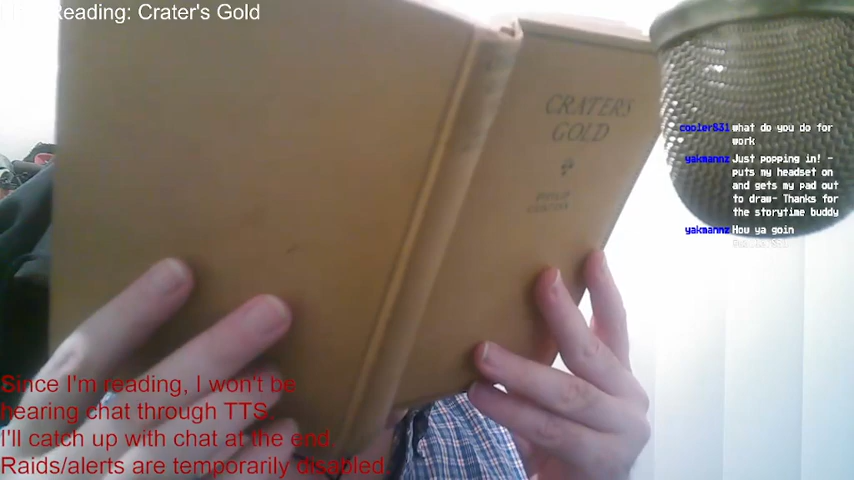 Reading: Crater's Gold
CRATER'S
GOLD
cooler831 what do you do for
work
yakmannz Just popping in! -
puts my headset on
and gets my pad out
to draw- Thanks for
the storytime buddy
yakmannz How ya goin
Since I'm reading, I won't be
hearing chat through TTS.
I'll catch up with chat at the end.
Raids/alerts are temporarily disabled.